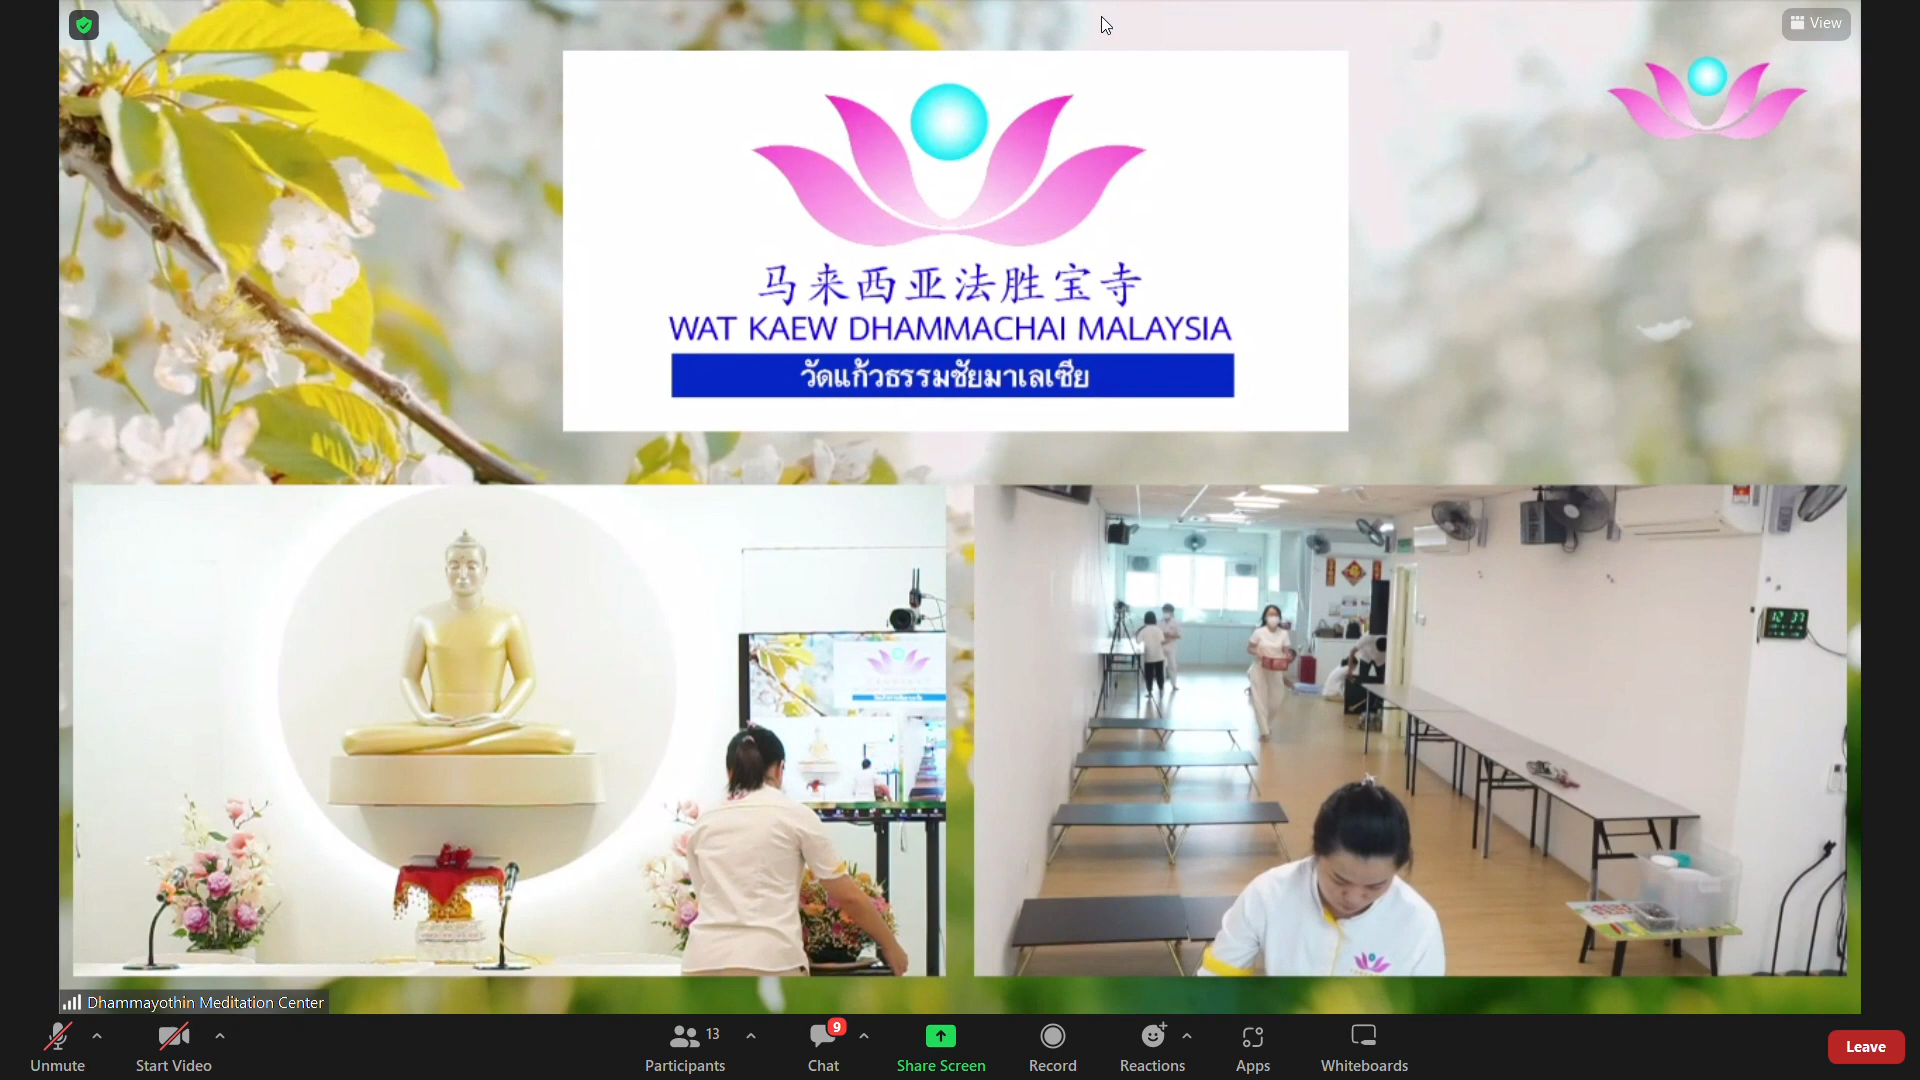 View
马来西亚法胜宝寺
WAT KAEW DHAMMACHAI MALAYSIA
วัดแก้วธรรมชัยมาเลเซีย
12 37
Dhammayothin Meditation Center
Unmute
Start Video
13
Participants
9
Chat
Share Screen
Record
Reactions
Apps
Whiteboards
Leave